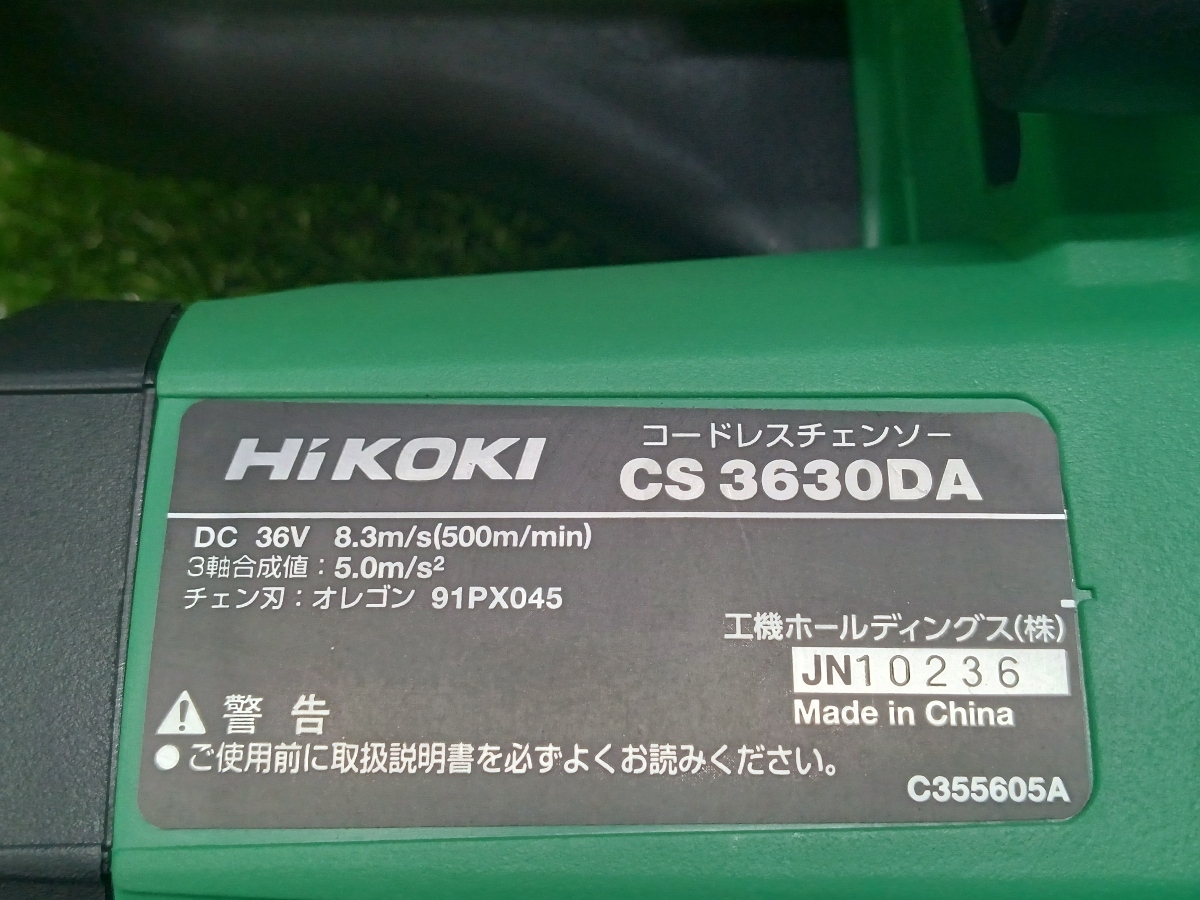 HiKOKI
コードレスチェンソー
CS 3630DA
DC 36V 8.3m/s(500m/min)
3軸合成値：5.0m/s²
チェン刃：オレゴン 91PX045
工機ホールディングス(株)
JN10236
Made in China
警告
●ご使用前に取扱説明書を必ずよくお読みください。
C355605A